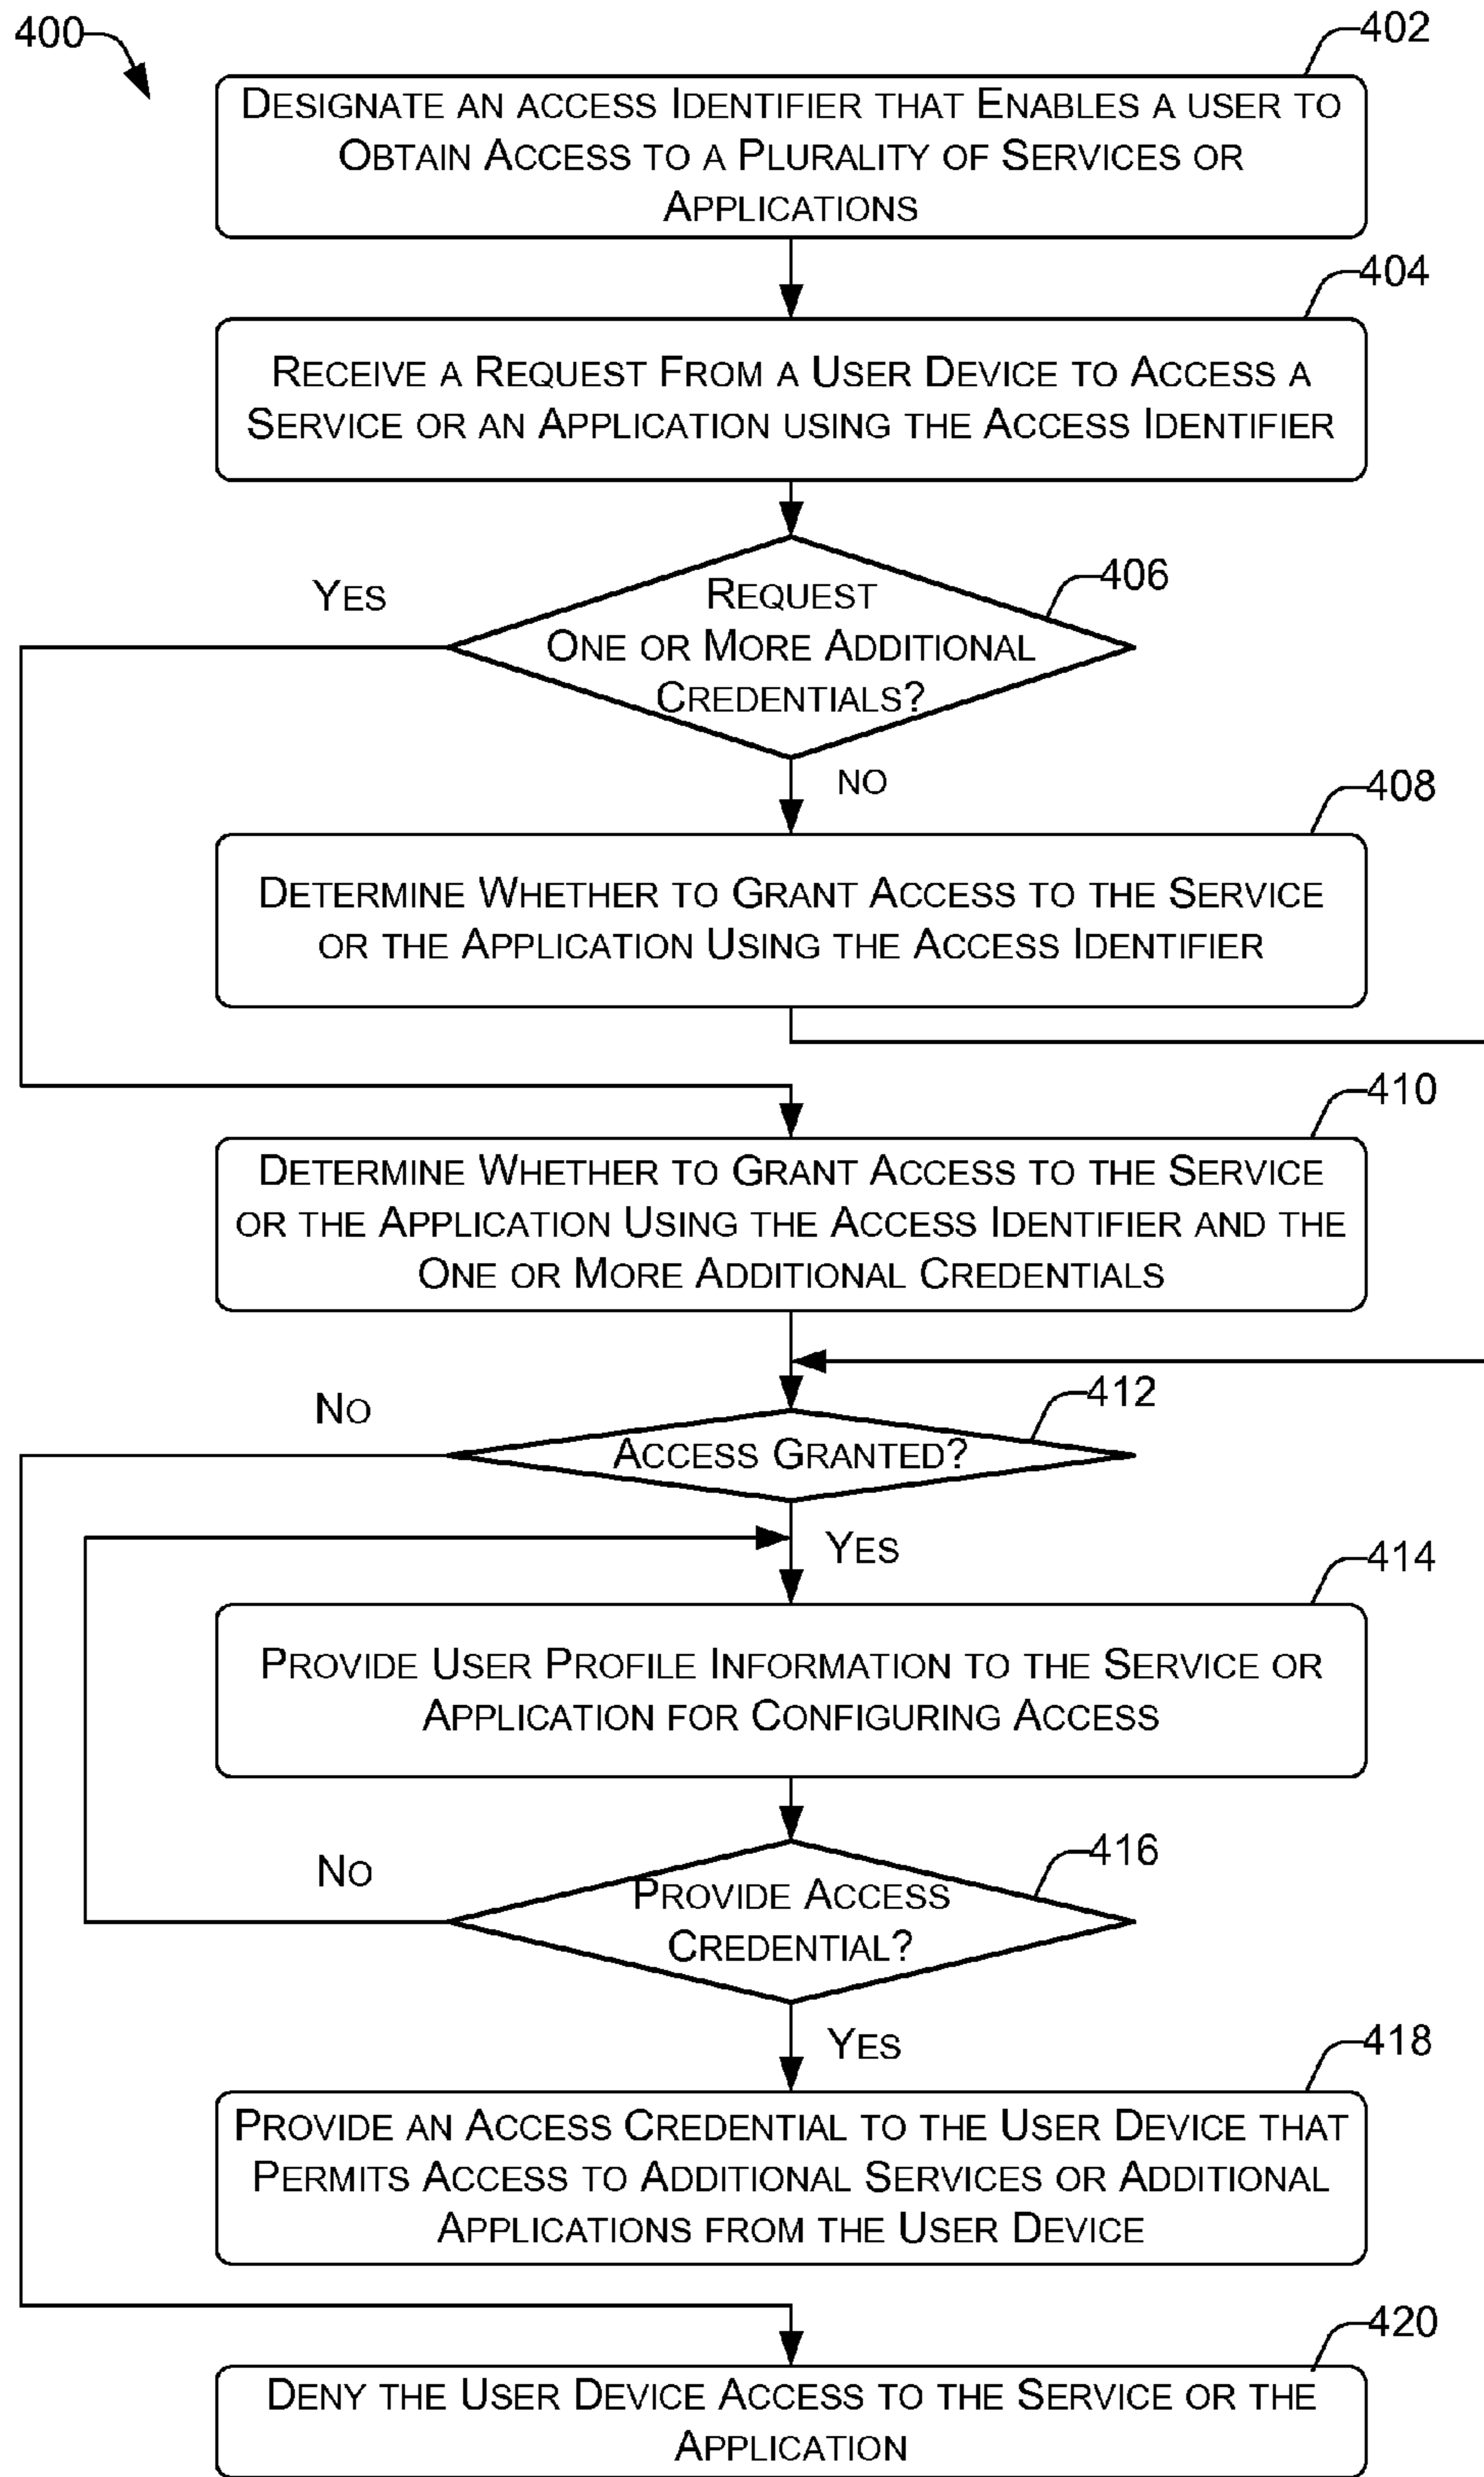 400
402
DESIGNATE AN ACCESS IDENTIFIER THAT ENABLES A USER TO
OBTAIN ACCESS TO A PLURALITY OF SERVICES OR
APPLICATIONS
404
RECEIVE A REQUEST FROM A USER DEVICE TO ACCESS A
SERVICE OR AN APPLICATION USING THE ACCESS IDENTIFIER
406
YES
REQUEST
ONE OR MORE ADDITIONAL
CREDENTIALS?
NO
408
DETERMINE WHETHER TO GRANT ACCESS TO THE SERVICE
OR THE APPLICATION USING THE ACCESS IDENTIFIER
410
DETERMINE WHETHER TO GRANT ACCESS TO THE SERVICE
OR THE APPLICATION USING THE ACCESS IDENTIFIER AND THE
ONE OR MORE ADDITIONAL CREDENTIALS
412
NO
ACCESS GRANTED?
YES
414
PROVIDE USER PROFILE INFORMATION TO THE SERVICE OR
APPLICATION FOR CONFIGURING ACCESS
416
NO
PROVIDE ACCESS
CREDENTIAL?
YES
418
PROVIDE AN ACCESS CREDENTIAL TO THE USER DEVICE THAT
PERMITS ACCESS TO ADDITIONAL SERVICES OR ADDITIONAL
APPLICATIONS FROM THE USER DEVICE
420
DENY THE USER DEVICE ACCESS TO THE SERVICE OR THE
APPLICATION